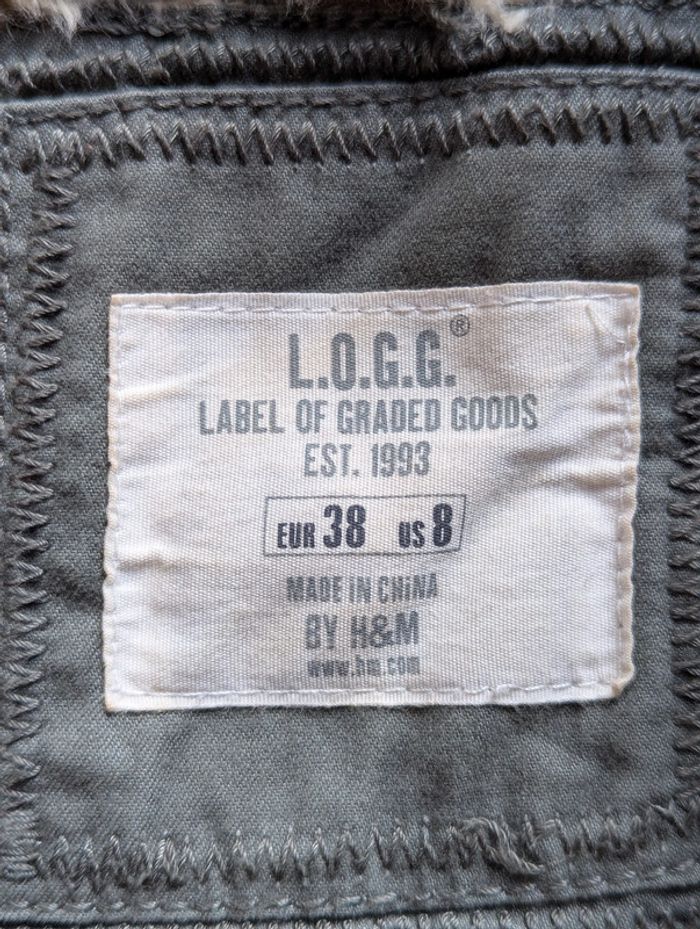 L.O.G.G.®
LABEL OF GRADED GOODS
EST. 1993
EUR 38 US 8
MADE IN CHINA
BY H&M
www.hm.com